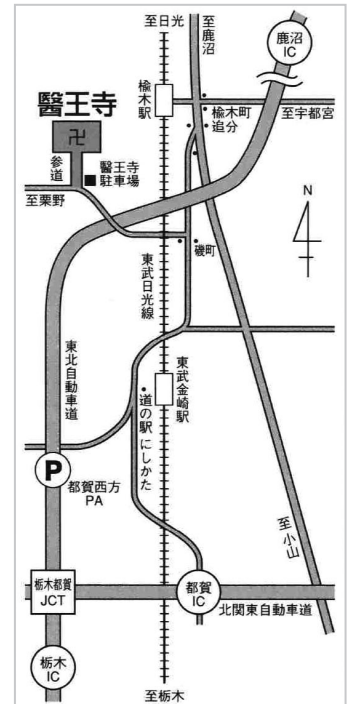 至日光
至鹿沼
鹿沼
IC
楡木駅
楡木町
追分
至宇都宮
醫王寺
卍
参道
醫王寺
駐車場
至粟野
N
磯町
東武日光線
東北自動車道
東武金崎駅
道の駅にしかた
P
都賀西方
PA
至小山
栃木都賀
JCT
都賀
IC
北関東自動車道
栃木
IC
至栃木